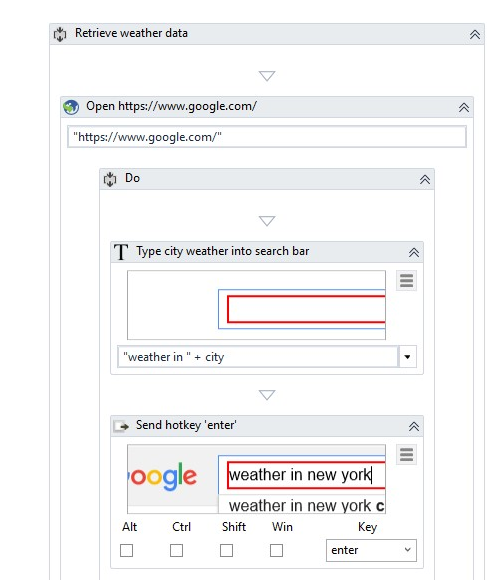 Retrieve weather data
Open https://www.google.com/
"https://www.google.com/"
Do
T Type city weather into search bar
"weather in " + city
Send hotkey 'enter'
oogle weather in new york
weather in new york c
Alt Ctrl Shift Win Key
enter